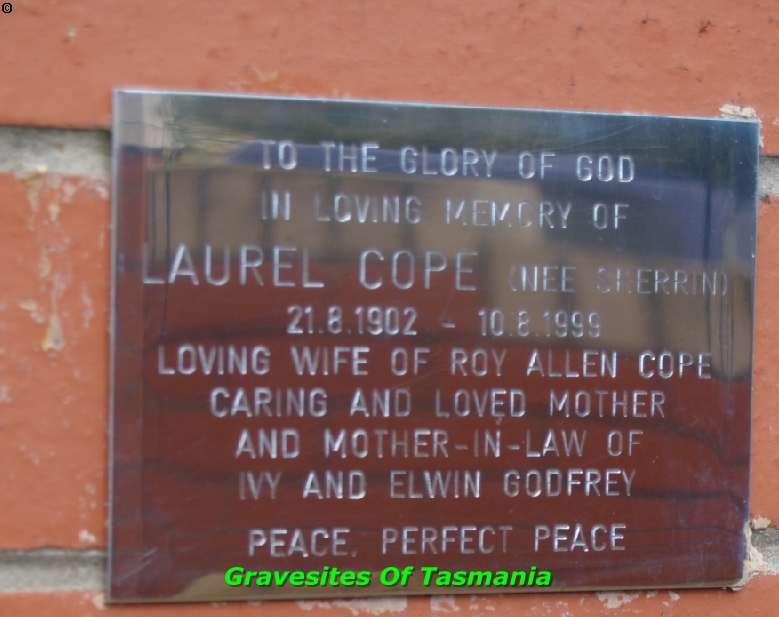 ©
TO THE GLORY OF GOD
IN LOVING MEMORY OF
LAUREL COPE (NEE SHERRIN)
21.8.1902 - 10.8.1999
LOVING WIFE OF ROY ALLEN COPE
CARING AND LOVED MOTHER
AND MOTHER-IN-LAW OF
IVY AND ELWIN GODFREY
PEACE, PERFECT PEACE
Gravesites Of Tasmania